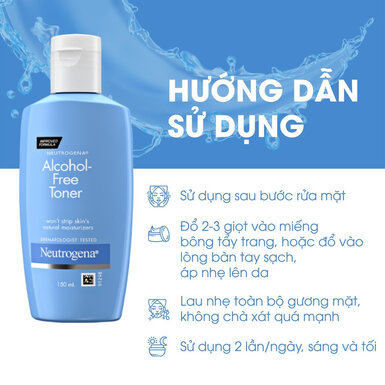 HƯỚNG DẪN
SỬ DỤNG
IMPROVED
FORMULA
NEUTROGENA®
Alcohol-
Free
Toner
won't strip skin's
natural moisturizers
DERMATOLOGIST TESTED
Neutrogena®
150 mL
Sử dụng sau bước rửa mặt
Đổ 2-3 giọt vào miếng
bông tẩy trang, hoặc đổ vào
lòng bàn tay sạch,
áp nhẹ lên da
Lau nhẹ toàn bộ gương mặt,
không chà xát quá mạnh
Sử dụng 2 lần/ngày, sáng và tối